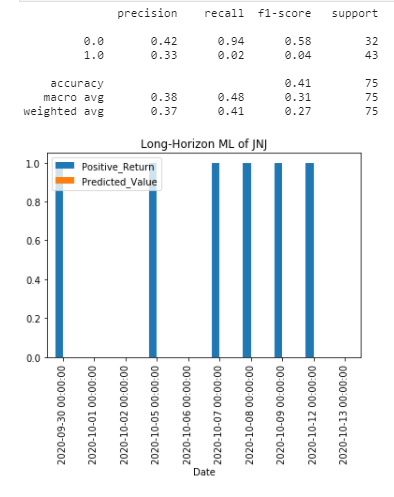 precision recall f1-score support
0.0 0.42 0.94 0.58 32
1.0 0.33 0.02 0.04 43
accuracy 0.41 75
macro avg 0.38 0.48 0.31 75
weighted avg 0.37 0.41 0.27 75
Long-Horizon ML of JNJ
Positive_Return
Predicted_Value
1.0
0.8
0.6
0.4
0.2
0.0
2020-09-30 00:00:00
2020-10-01 00:00:00
2020-10-02 00:00:00
2020-10-05 00:00:00
2020-10-06 00:00:00
2020-10-07 00:00:00
2020-10-08 00:00:00
2020-10-09 00:00:00
2020-10-12 00:00:00
2020-10-13 00:00:00
Date